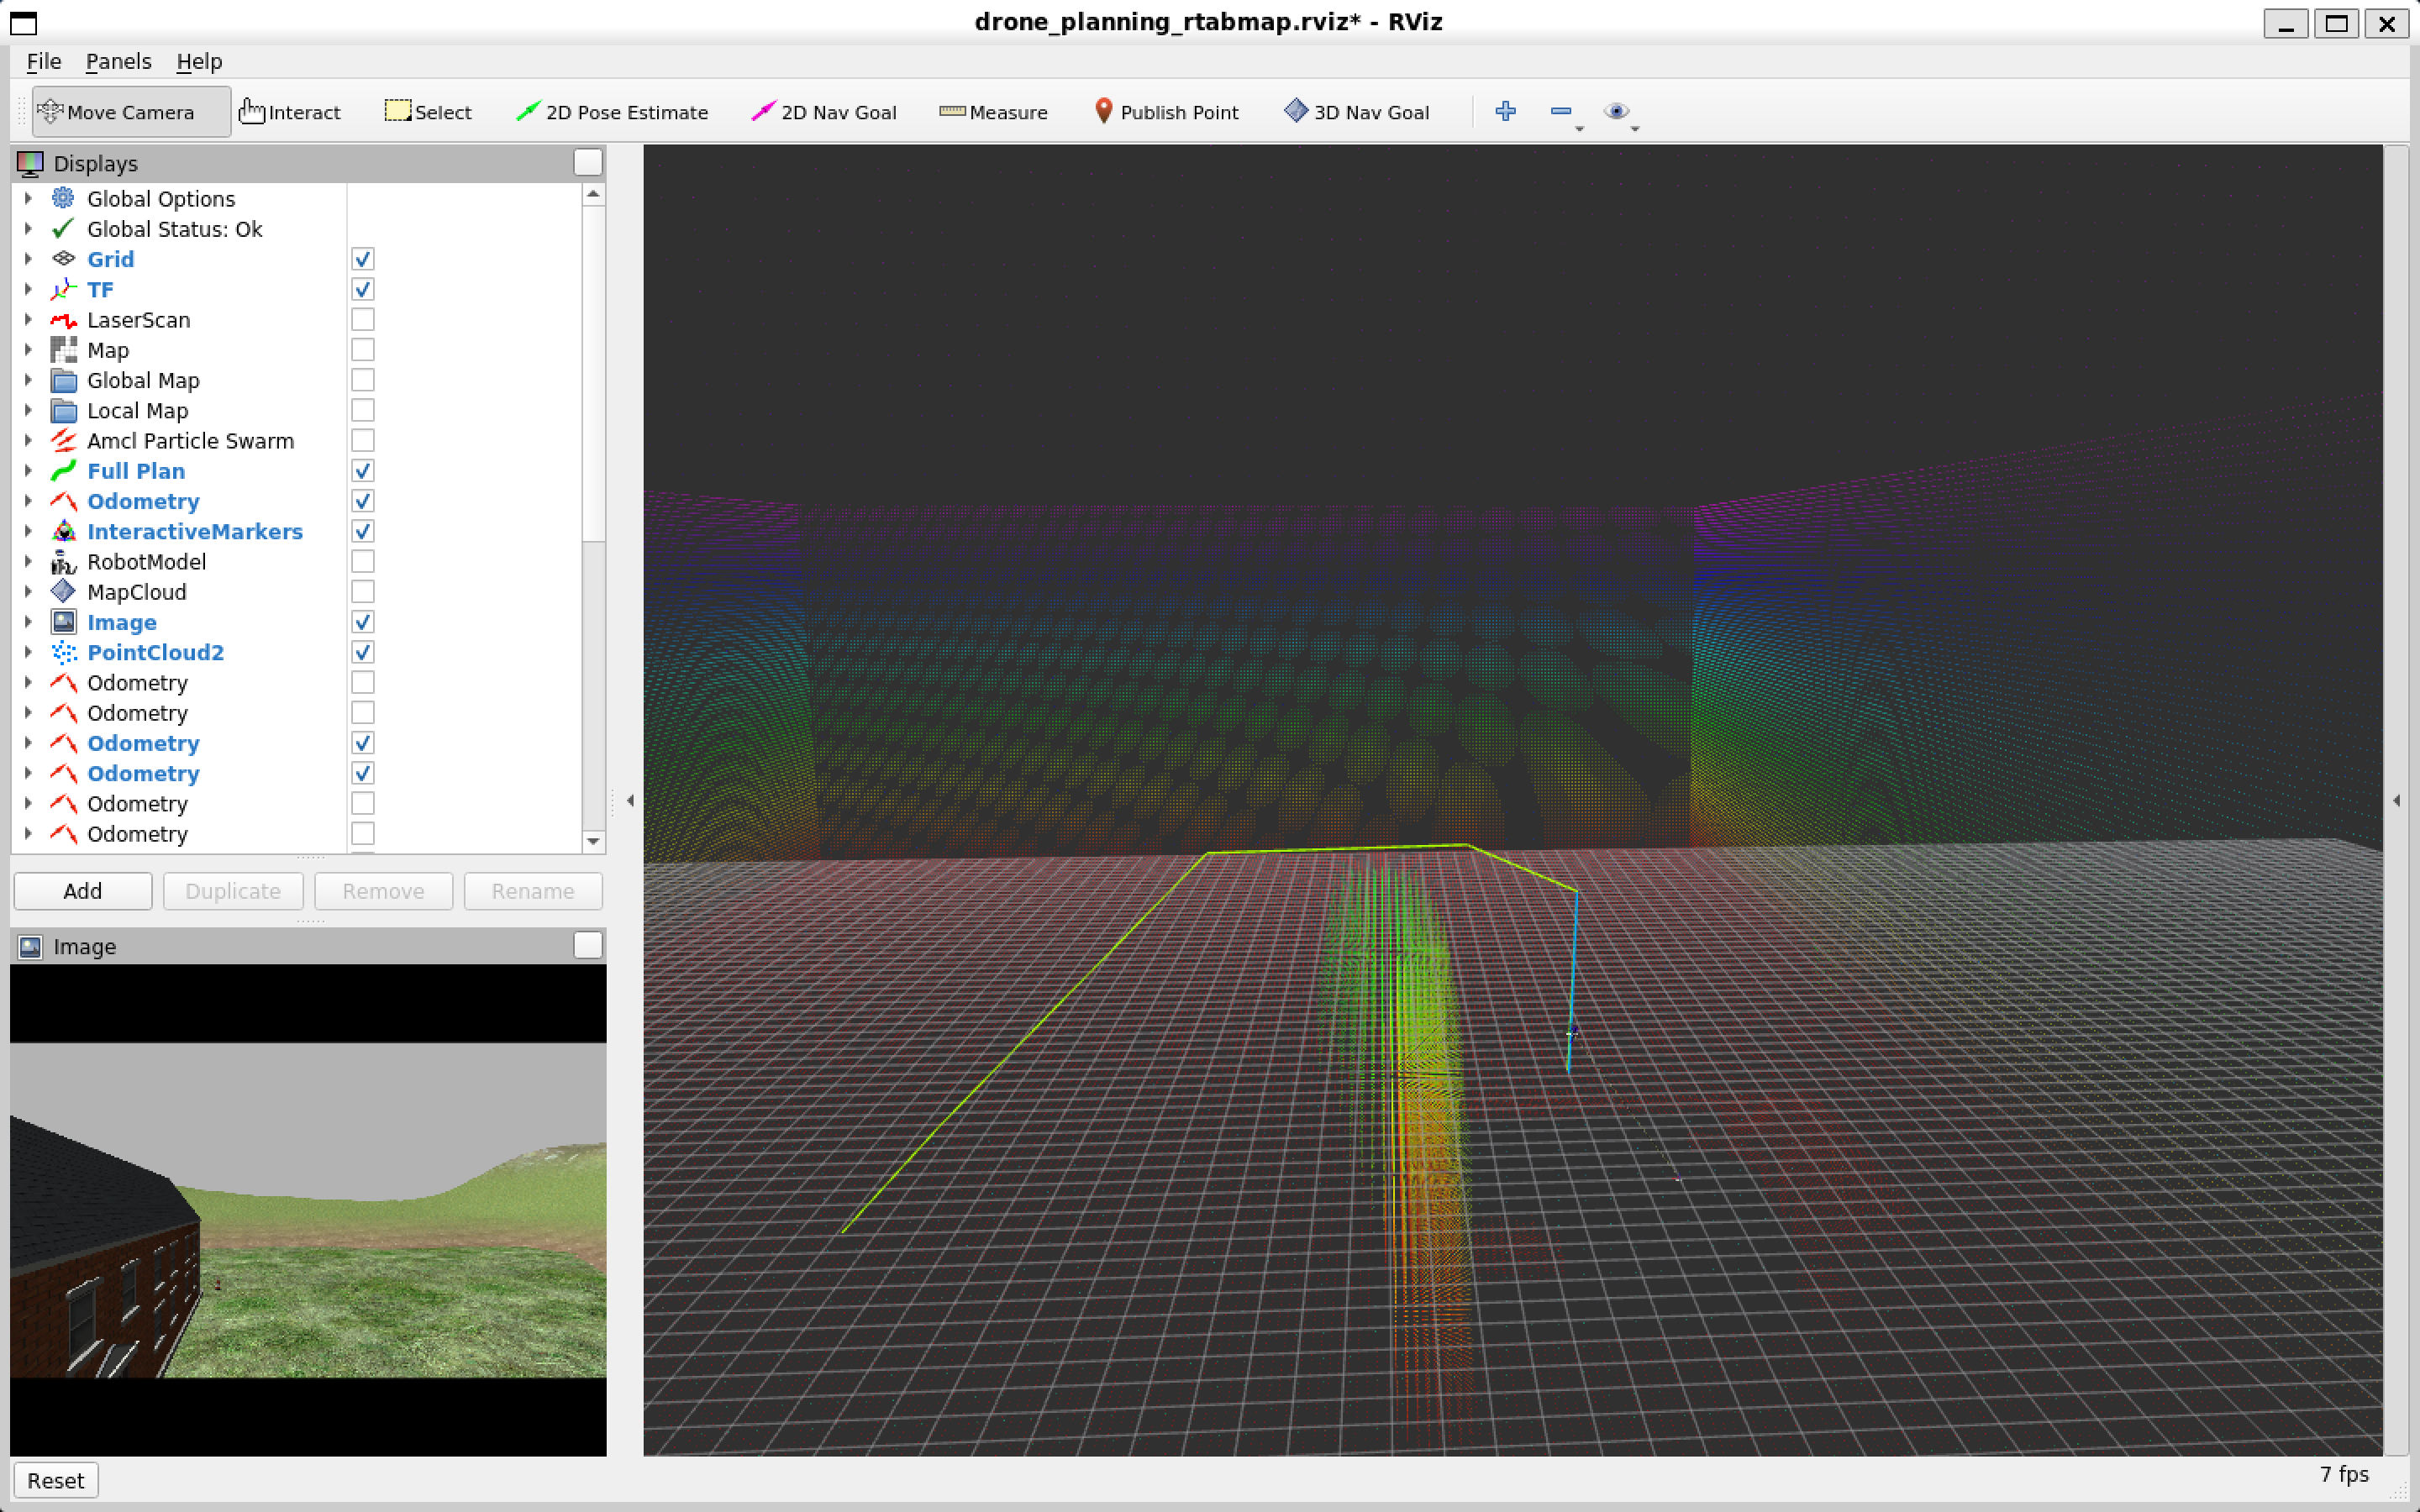 drone_planning_rtabmap.rviz* - RViz
File Panels Help
Move Camera Interact Select 2D Pose Estimate 2D Nav Goal Measure Publish Point 3D Nav Goal
Displays
Global Options
Global Status: Ok
Grid
TF
LaserScan
Map
Global Map
Local Map
Amcl Particle Swarm
Full Plan
Odometry
InteractiveMarkers
RobotModel
MapCloud
Image
PointCloud2
Odometry
Odometry
Odometry
Odometry
Odometry
Odometry
Add Duplicate Remove Rename
Image
Reset
7 fps